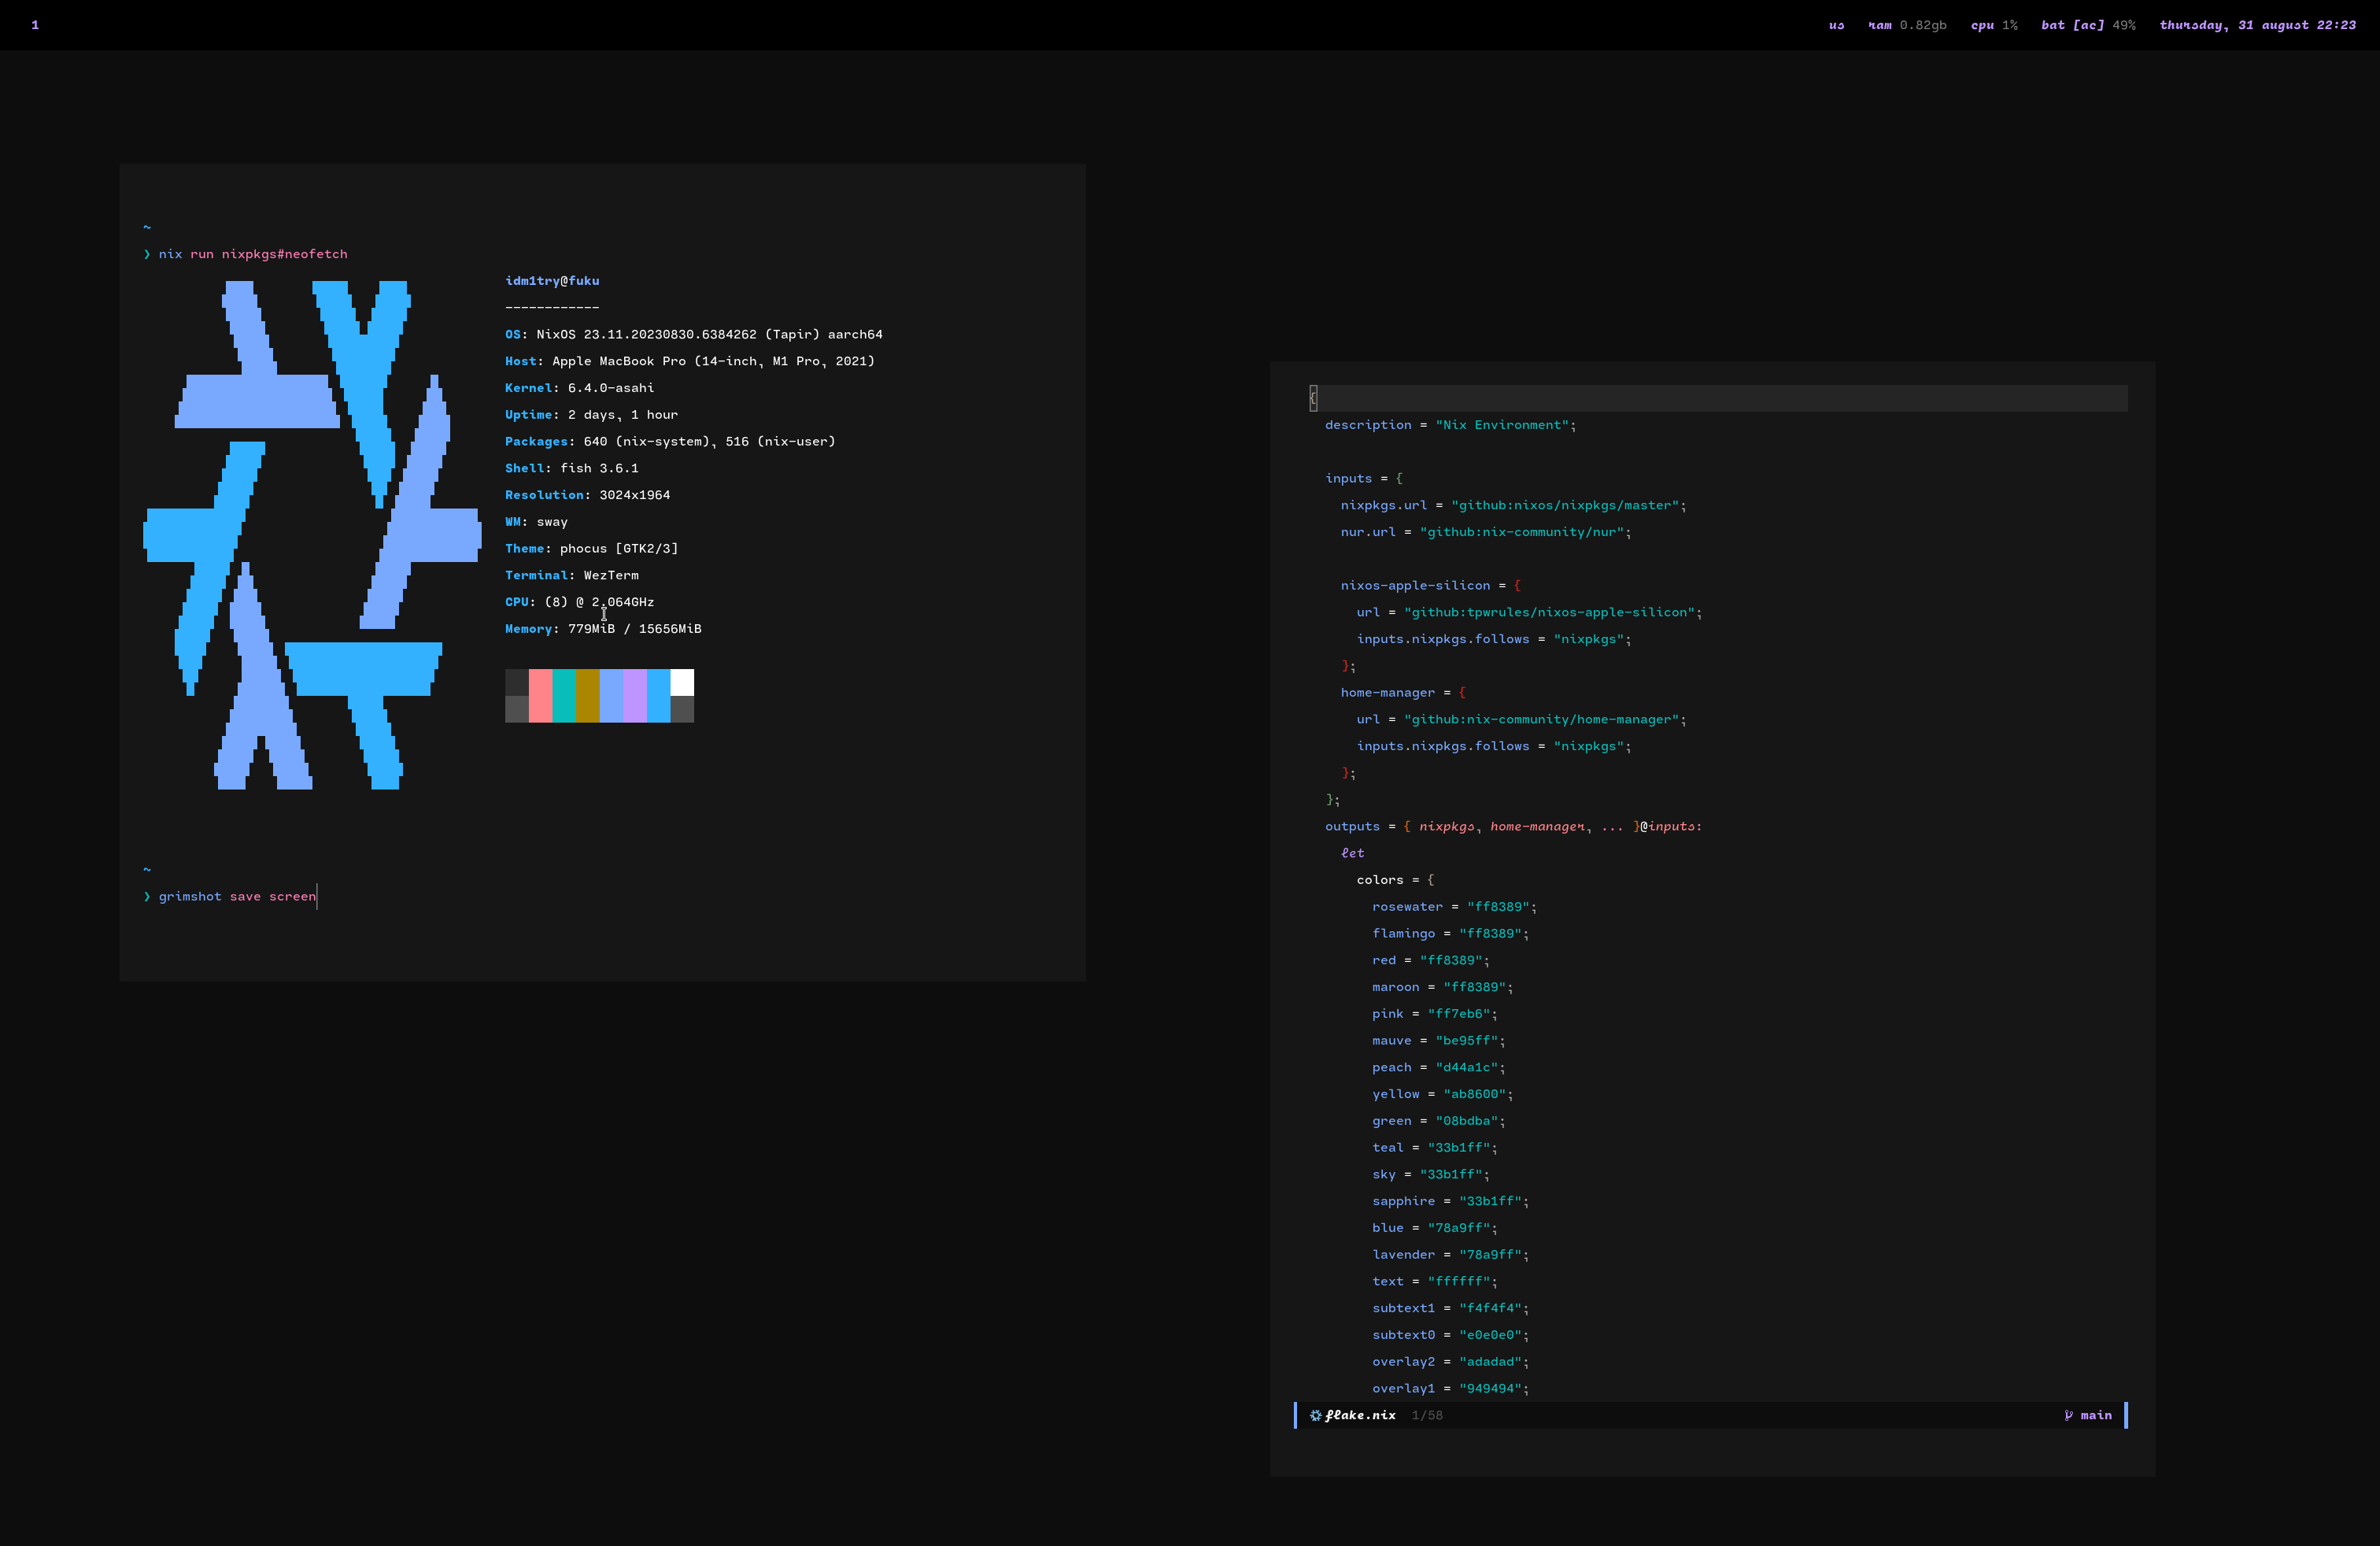 1
us ram 0.82gb cpu 1% bat [ac] 49% thursday, 31 august 22:23
~
❯ nix run nixpkgs#neofetch
idm1try@fuku
------------
OS: NixOS 23.11.20230830.6384262 (Tapir) aarch64
Host: Apple MacBook Pro (14-inch, M1 Pro, 2021)
Kernel: 6.4.0-asahi
Uptime: 2 days, 1 hour
Packages: 640 (nix-system), 516 (nix-user)
Shell: fish 3.6.1
Resolution: 3024x1964
WM: sway
Theme: phocus [GTK2/3]
Terminal: WezTerm
CPU: (8) @ 2.064GHz
Memory: 779MiB / 15656MiB
~
❯ grimshot save screen
{
description = "Nix Environment";
inputs = {
nixpkgs.url = "github:nixos/nixpkgs/master";
nur.url = "github:nix-community/nur";
nixos-apple-silicon = {
url = "github:tpwrules/nixos-apple-silicon";
inputs.nixpkgs.follows = "nixpkgs";
};
home-manager = {
url = "github:nix-community/home-manager";
inputs.nixpkgs.follows = "nixpkgs";
};
};
outputs = { nixpkgs, home-manager, ... }@inputs:
let
colors = {
rosewater = "ff8389";
flamingo = "ff8389";
red = "ff8389";
maroon = "ff8389";
pink = "ff7eb6";
mauve = "be95ff";
peach = "d44a1c";
yellow = "ab8600";
green = "08bdba";
teal = "33b1ff";
sky = "33b1ff";
sapphire = "33b1ff";
blue = "78a9ff";
lavender = "78a9ff";
text = "ffffff";
subtext1 = "f4f4f4";
subtext0 = "e0e0e0";
overlay2 = "adadad";
overlay1 = "949494";
flake.nix 1/58 main